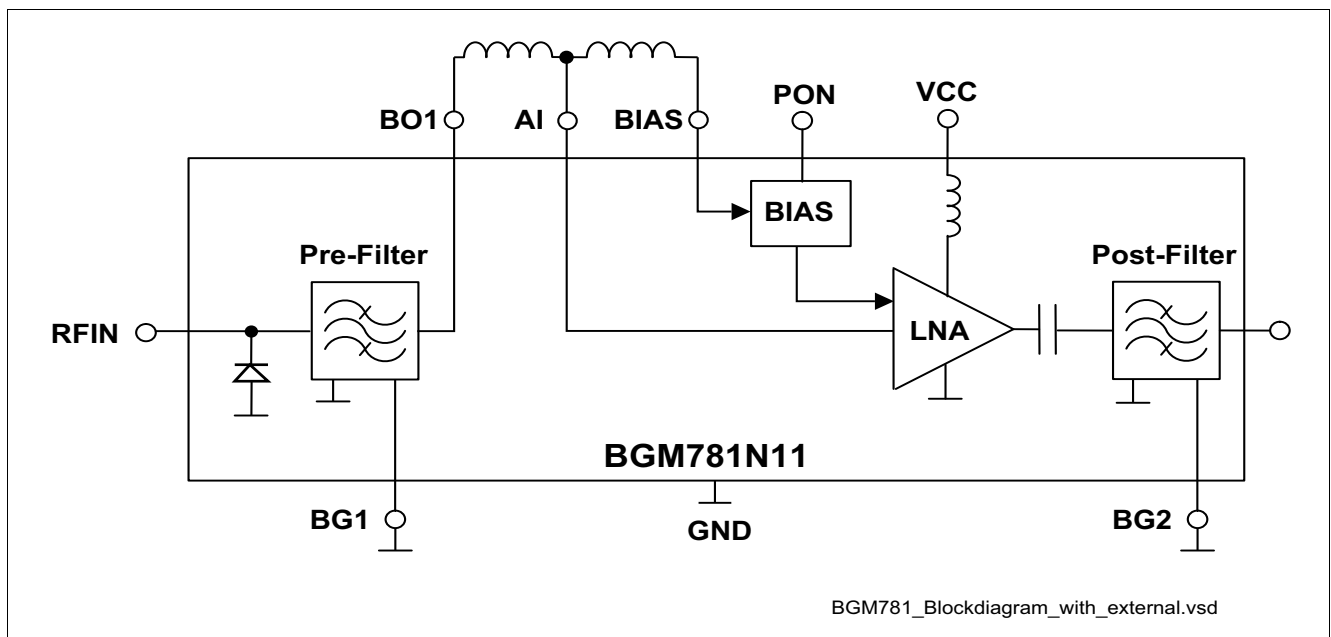 BO1 AI BIAS PON VCC
BIAS
Pre-Filter Post-Filter
RFIN LNA
BGM781N11
BG1 GND BG2
BGM781_Blockdiagram_with_external.vsd